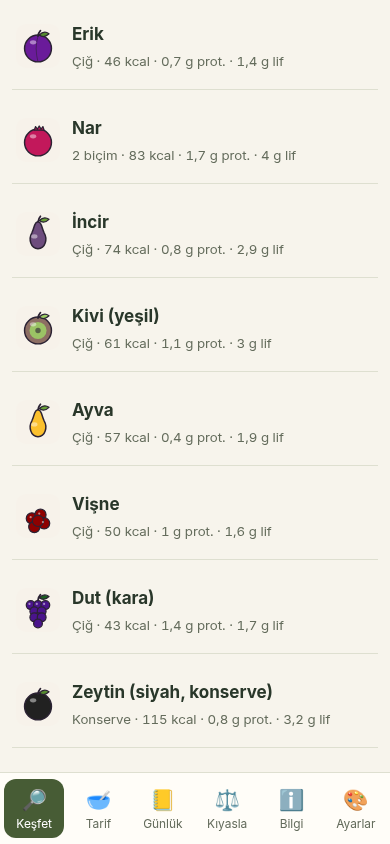 Erik
Çiğ · 46 kcal · 0,7 g prot. · 1,4 g lif
Nar
2 biçim · 83 kcal · 1,7 g prot. · 4 g lif
İncir
Çiğ · 74 kcal · 0,8 g prot. · 2,9 g lif
Kivi (yeşil)
Çiğ · 61 kcal · 1,1 g prot. · 3 g lif
Ayva
Çiğ · 57 kcal · 0,4 g prot. · 1,9 g lif
Vişne
Çiğ · 50 kcal · 1 g prot. · 1,6 g lif
Dut (kara)
Çiğ · 43 kcal · 1,4 g prot. · 1,7 g lif
Zeytin (siyah, konserve)
Konserve · 115 kcal · 0,8 g prot. · 3,2 g lif
Keşfet Tarif Günlük Kıyasla Bilgi Ayarlar